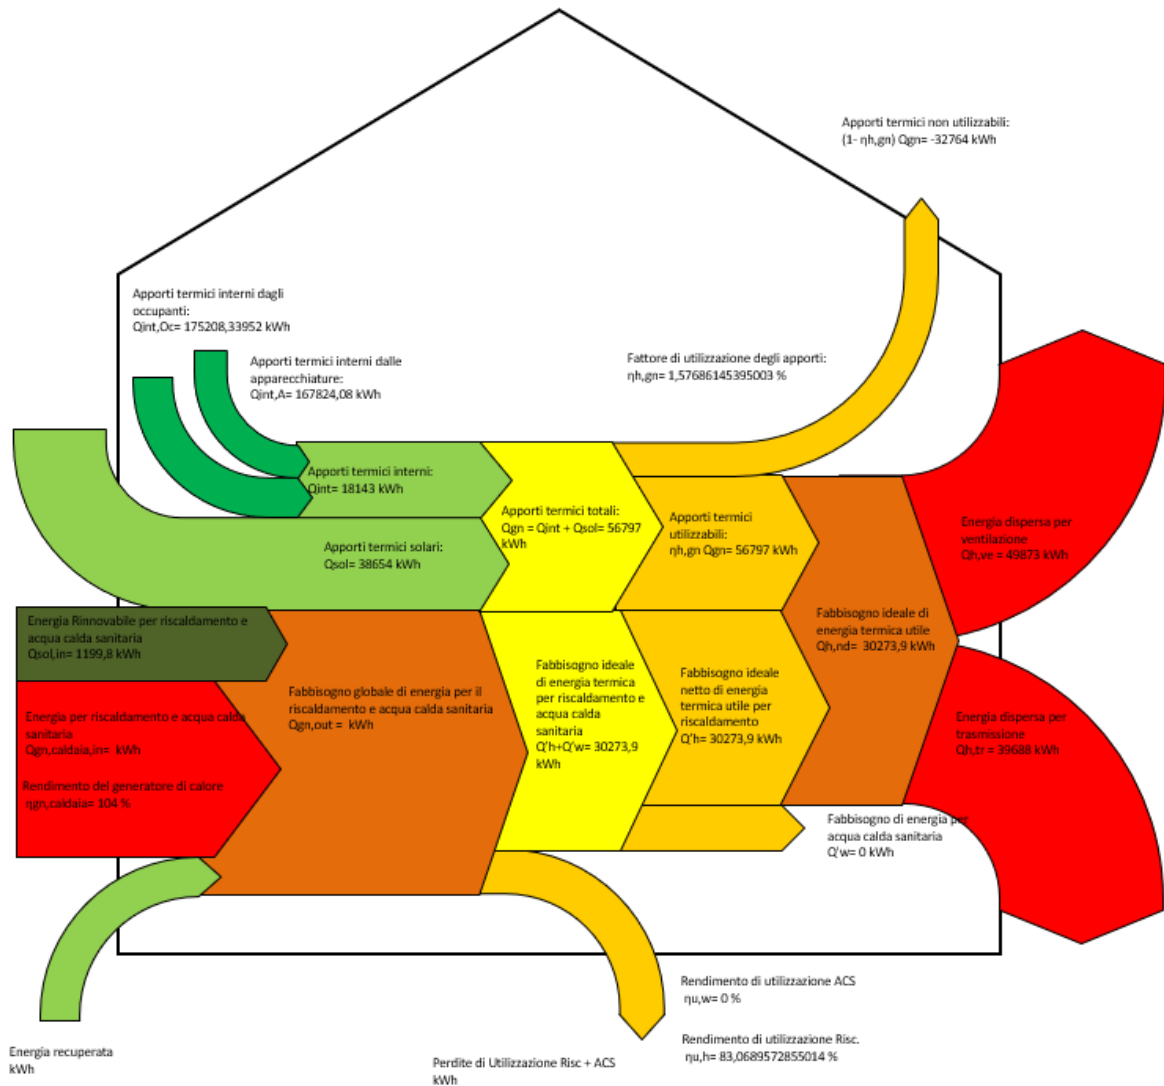 Apporti termici non utilizzabili:
(1- ηh,gn) Qgn= -32764 kWh
Apporti termici interni dagli
occupanti:
Qint,Oc= 175208,33952 kWh
Apporti termici interni dalle
apparecchiature:
Qint,A= 167824,08 kWh
Fattore di utilizzazione degli apporti:
ηh,gn= 1,57686145395003 %
Apporti termici interni:
Qint= 18143 kWh
Apporti termici totali:
Qgn = Qint + Qsol= 56797
kWh
Apporti termici
utilizzabili:
ηh,gn Qgn= 56797 kWh
Energia dispersa per
ventilazione
Qh,ve = 49873 kWh
Apporti termici solari:
Qsol= 38654 kWh
Energia Rinnovabile per riscaldamento e
acqua calda sanitaria
Qsol,in= 1199,8 kWh
Fabbisogno ideale di
energia termica utile
Qh,nd=  30273,9 kWh
Fabbisogno globale di energia per il
riscaldamento e acqua calda sanitaria
Qgn,out =  kWh
Fabbisogno ideale
di energia termica
per riscaldamento e
acqua calda
sanitaria
Q'h+Q'w= 30273,9
kWh
Fabbisogno ideale
netto di energia
termica utile per
riscaldamento
Q'h= 30273,9 kWh
Energia per riscaldamento e acqua calda
sanitaria
Qgn,caldaia,in=  kWh
Rendimento del generatore di calore
ηgn,caldaia= 104 %
Energia dispersa per
trasmissione
Qh,tr = 39688 kWh
Fabbisogno di energia per
acqua calda sanitaria
Q'w= 0 kWh
Rendimento di utilizzazione ACS
ηu,w= 0 %
Rendimento di utilizzazione Risc.
ηu,h= 83,0689572855014 %
Energia recuperata
kWh
Perdite di Utilizzazione Risc + ACS
kWh